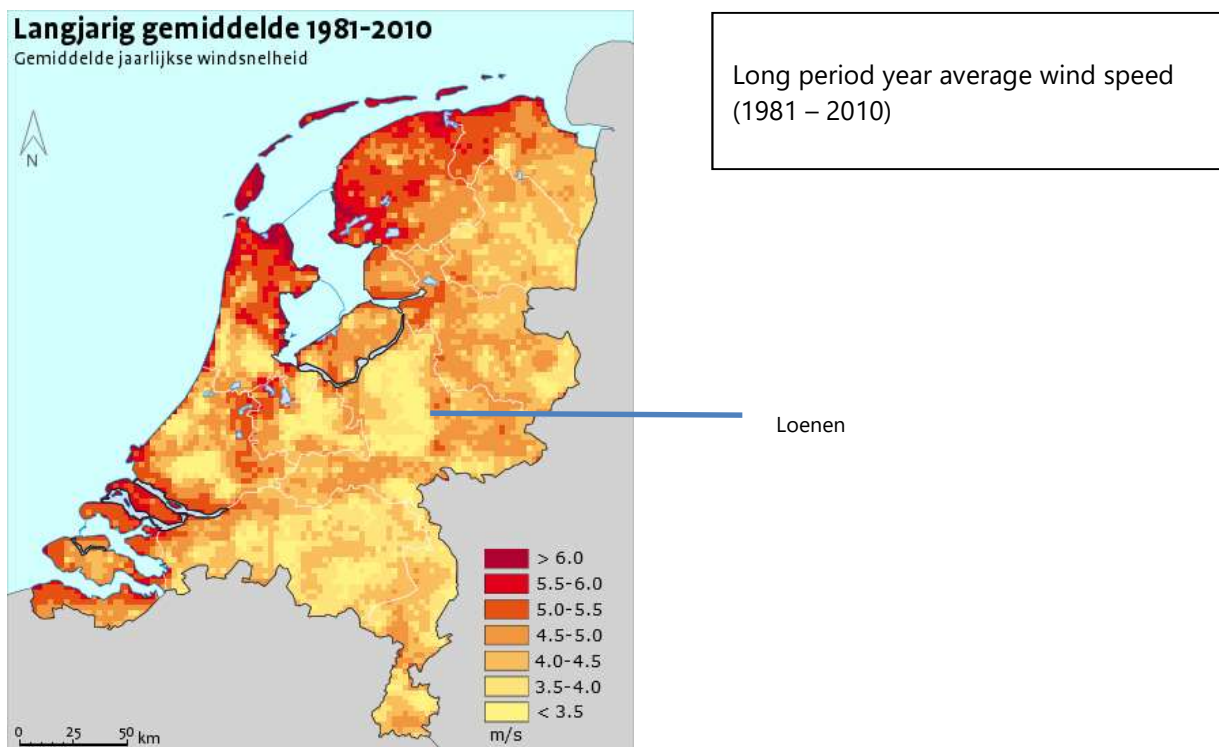 Langjarig gemiddelde 1981-2010
Gemiddelde jaarlijkse windsnelheid
N
Long period year average wind speed
(1981 – 2010)
Loenen
> 6.0
5.5-6.0
5.0-5.5
4.5-5.0
4.0-4.5
3.5-4.0
< 3.5
m/s
0 25 50 km